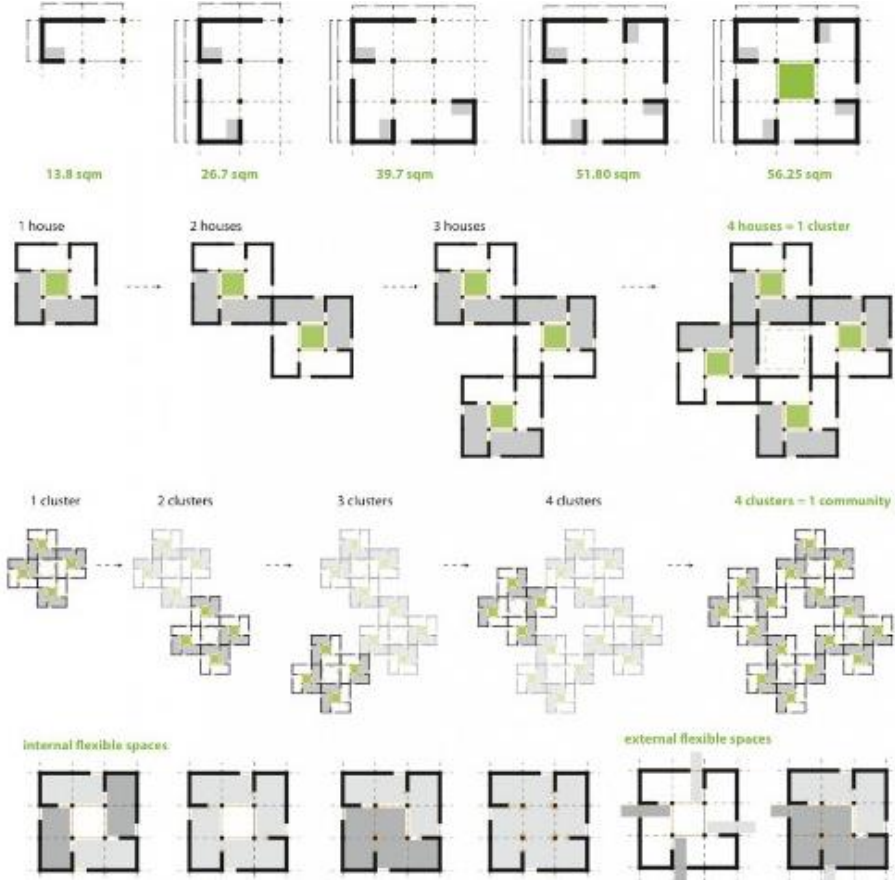 13.8 sqm
26.7 sqm
39.7 sqm
51.80 sqm
56.25 sqm
1 house
2 houses
3 houses
4 houses = 1 cluster
1 cluster
2 clusters
3 clusters
4 clusters
4 clusters = 1 community
internal flexible spaces
external flexible spaces